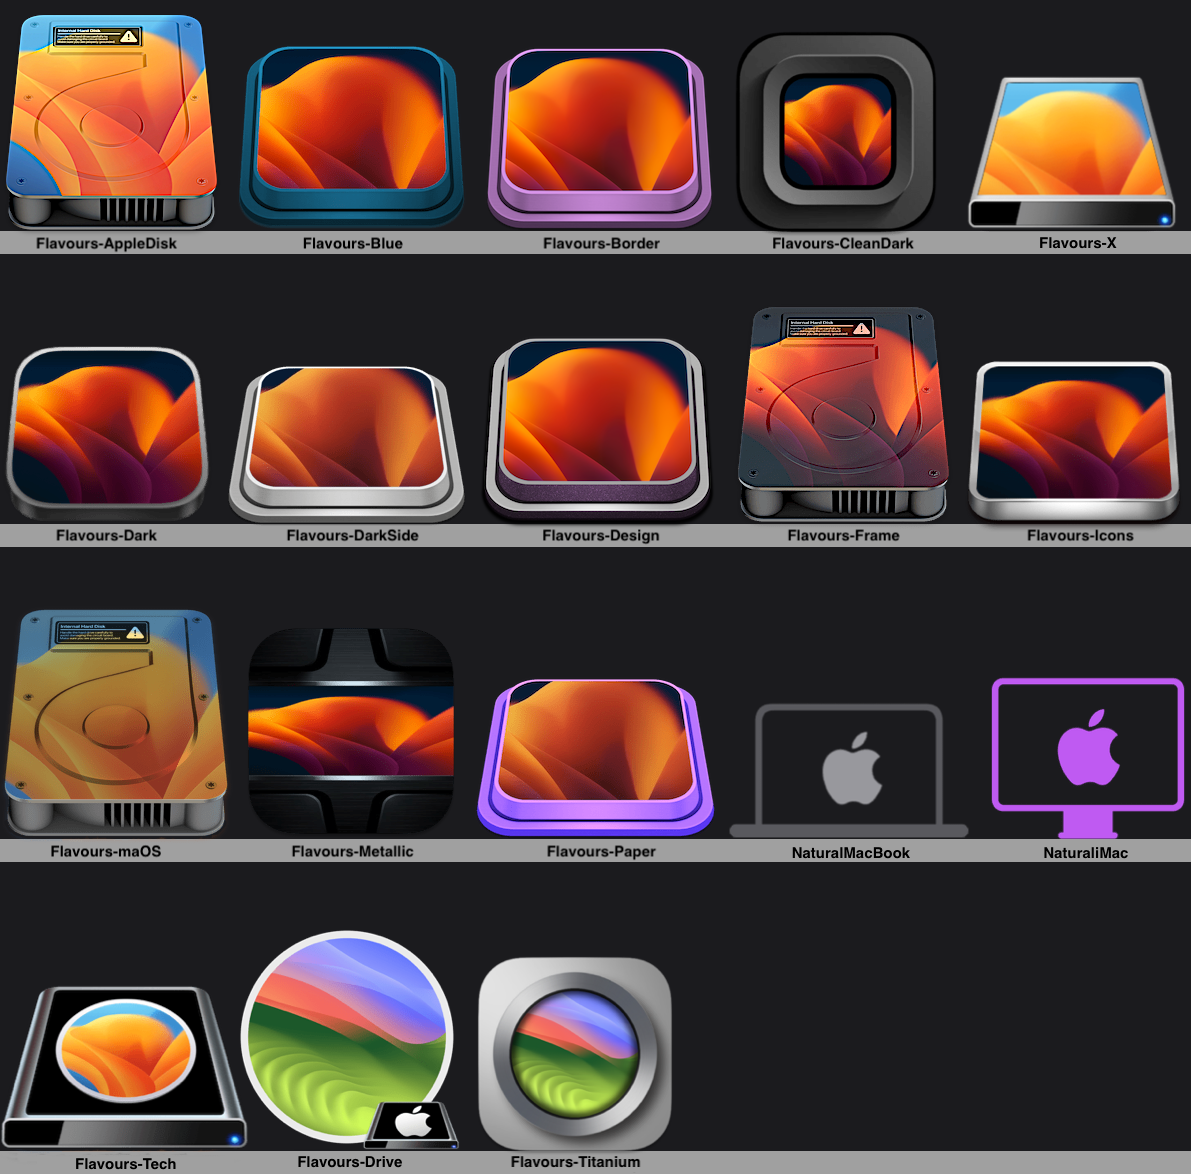 Internal Hard Disk
Flavours-AppleDisk
Flavours-Blue
Flavours-Border
Flavours-CleanDark
Flavours-X
Internal Hard Disk
Flavours-Dark
Flavours-DarkSide
Flavours-Design
Flavours-Frame
Flavours-Icons
Internal Hard Disk
Flavours-maOS
Flavours-Metallic
Flavours-Paper
NaturalMacBook
NaturaliMac
Flavours-Tech
Flavours-Drive
Flavours-Titanium